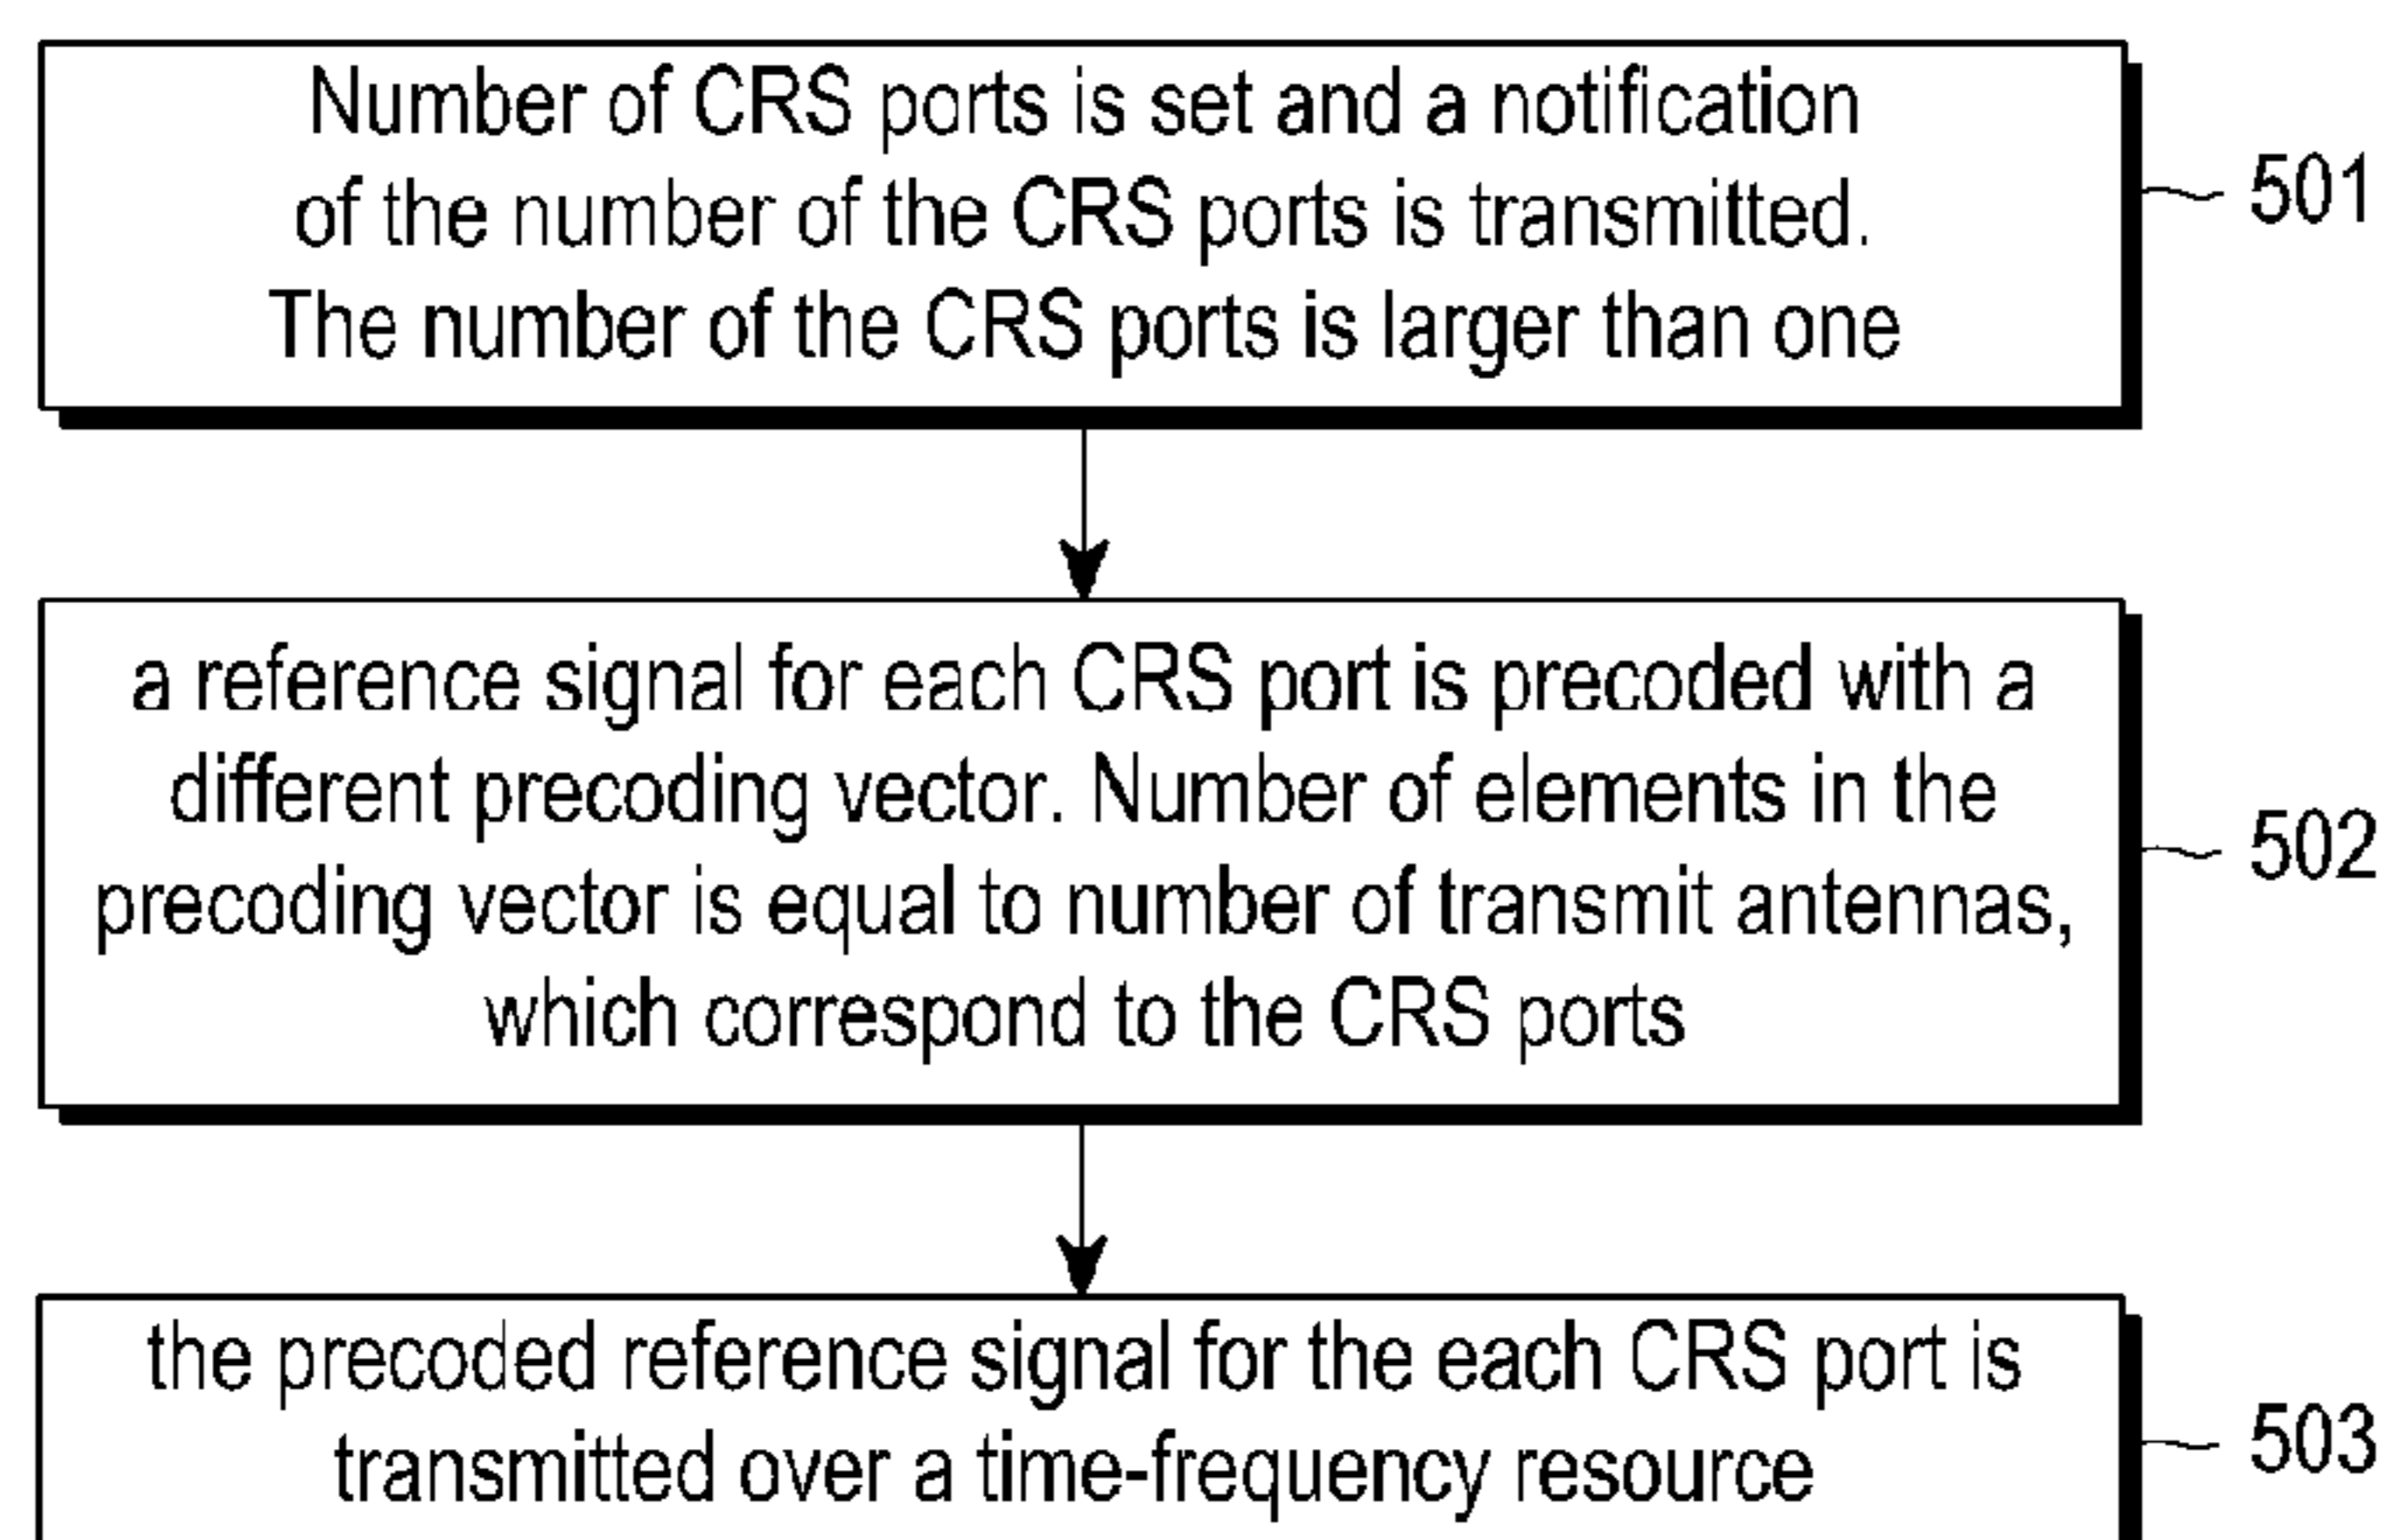 Number of CRS ports is set and a notification
of the number of the CRS ports is transmitted.
The number of the CRS ports is larger than one
501
a reference signal for each CRS port is precoded with a
different precoding vector. Number of elements in the
precoding vector is equal to number of transmit antennas,
which correspond to the CRS ports
502
the precoded reference signal for the each CRS port is
transmitted over a time-frequency resource
503